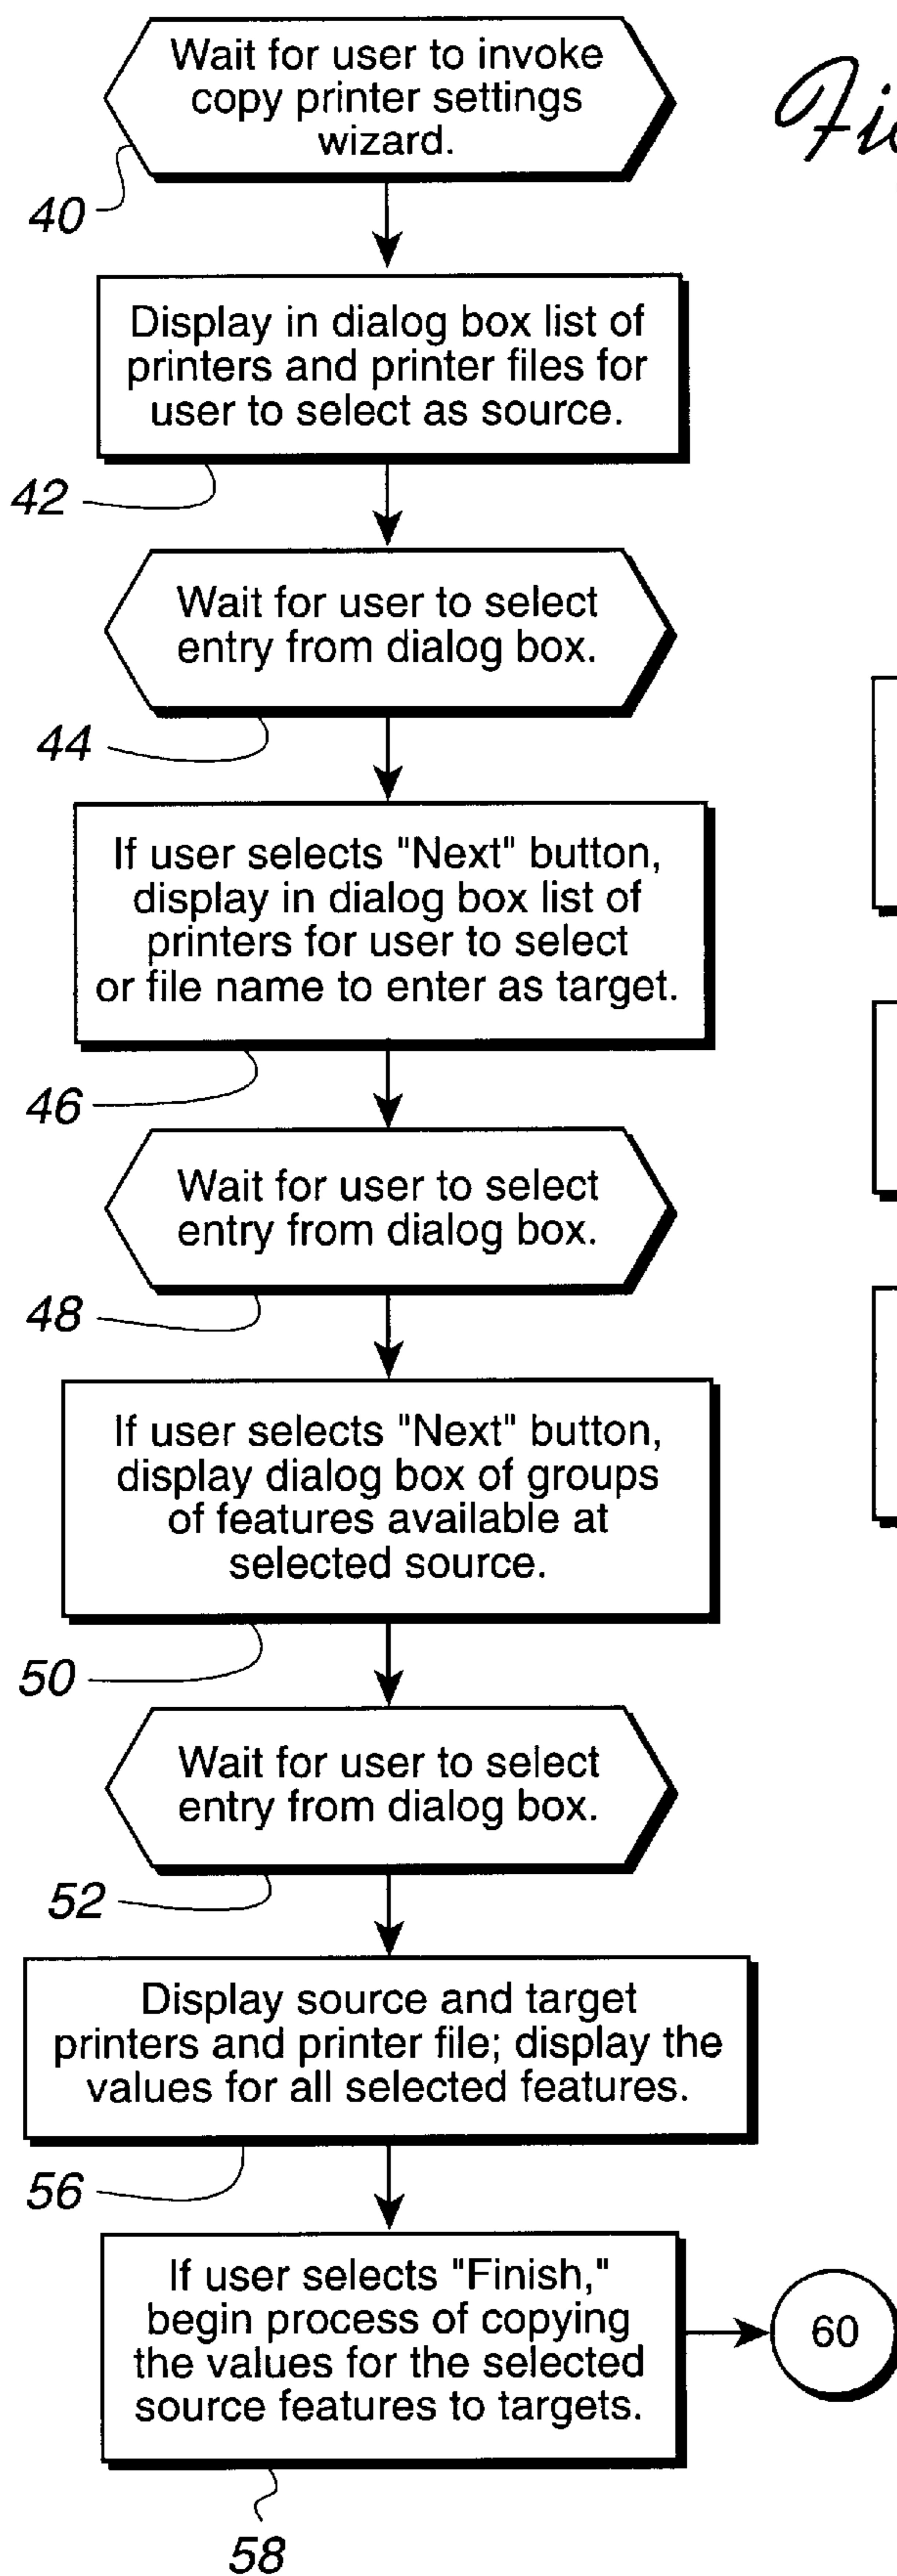 Wait for user to invoke
copy printer settings
wizard.
40
Display in dialog box list of
printers and printer files for
user to select as source.
42
Wait for user to select
entry from dialog box.
44
If user selects "Next" button,
display in dialog box list of
printers for user to select
or file name to enter as target.
46
Wait for user to select
entry from dialog box.
48
If user selects "Next" button,
display dialog box of groups
of features available at
selected source.
50
Wait for user to select
entry from dialog box.
52
Display source and target
printers and printer file; display the
values for all selected features.
56
If user selects "Finish,"
begin process of copying
the values for the selected
source features to targets.
58
60